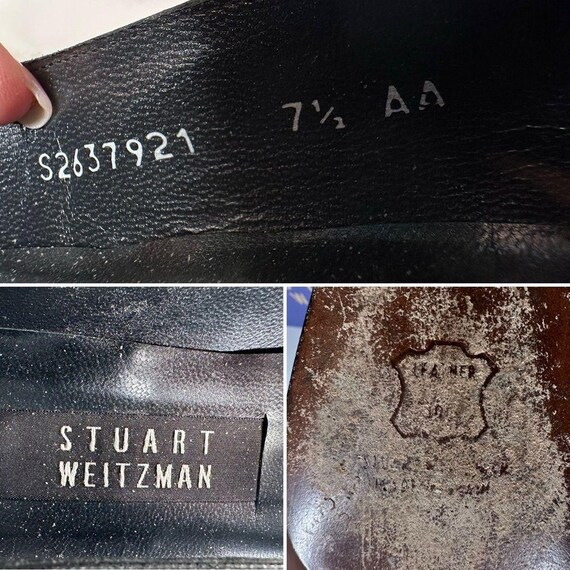 S2637921 7½ AA
STUART
WEITZMAN
LEATHER